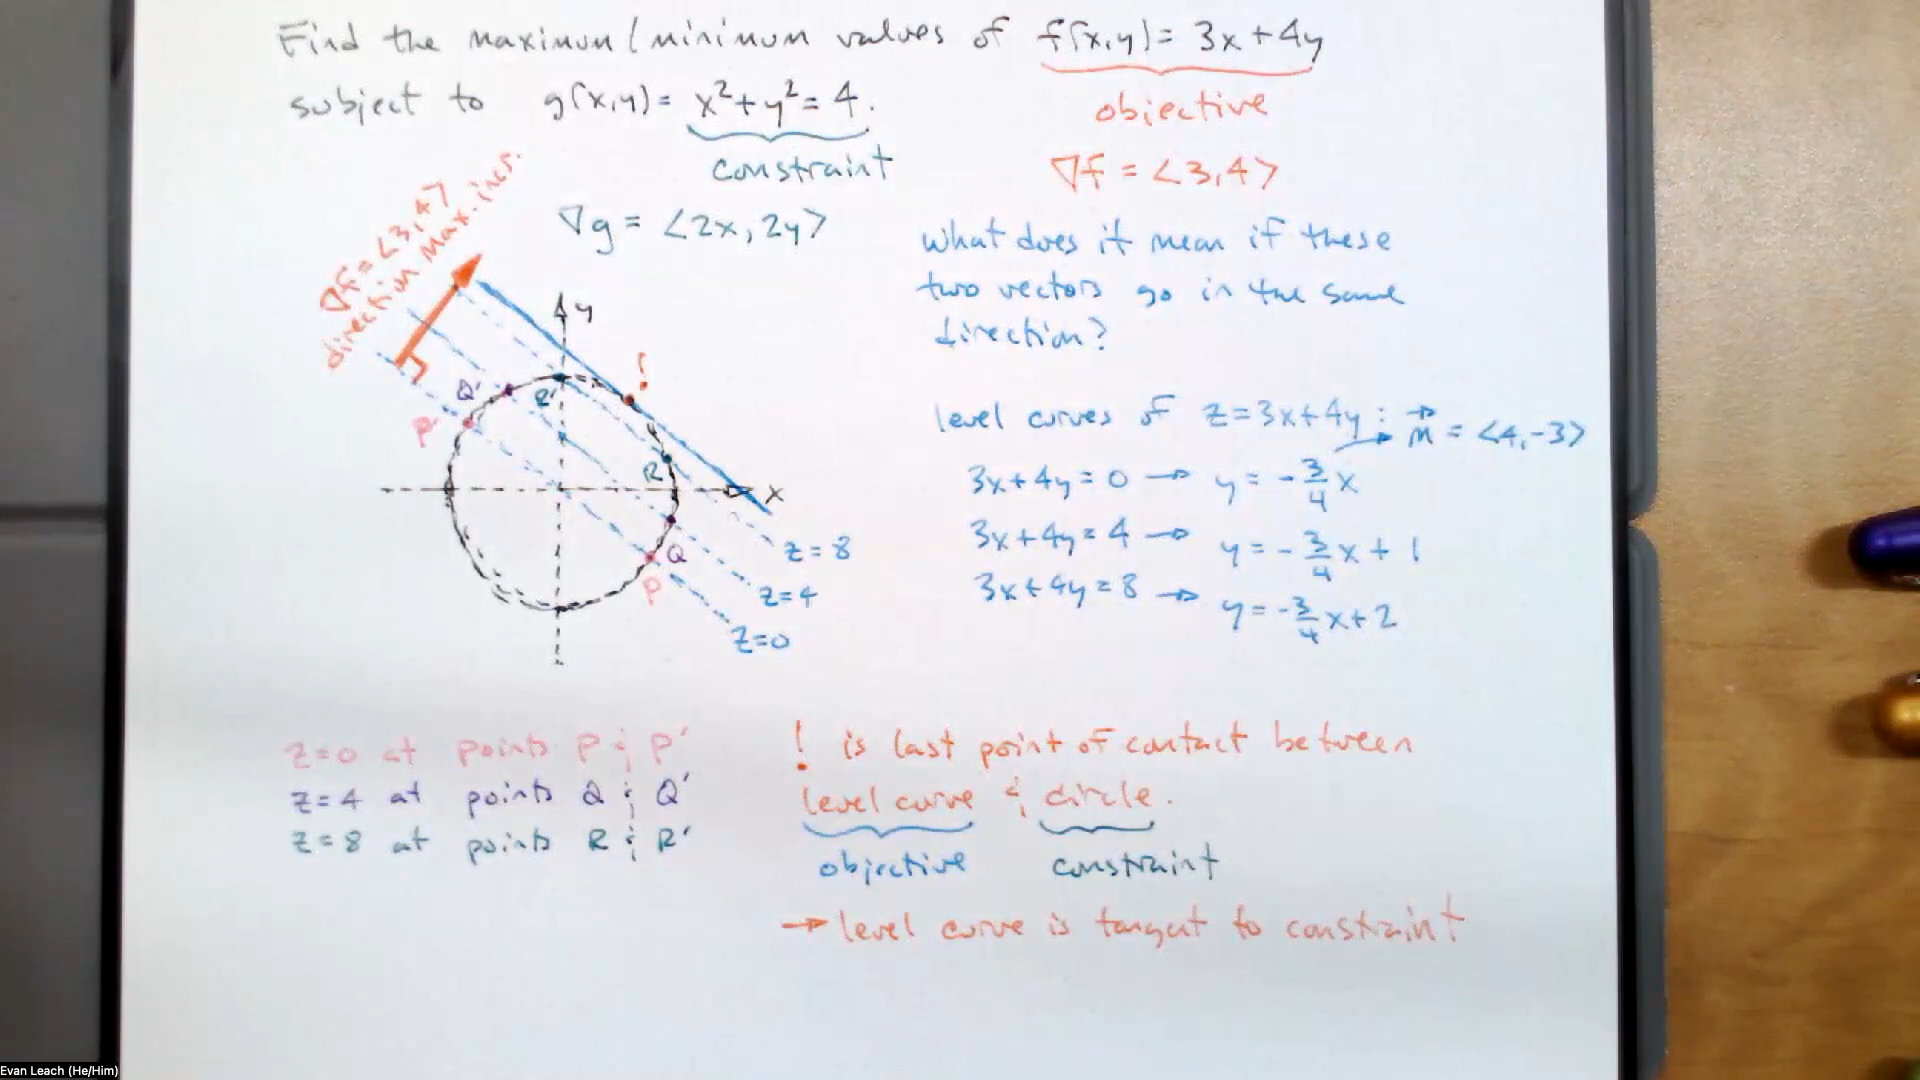 Find the maximum/minimum values of f(x,y) = 3x+4y
subject to g(x,y) = x²+y² = 4.
objective
constraint
∇f = <3,4>
∇g = <2x, 2y>
∇f = <3,4>
direction max. incr.
What does it mean if these
two vectors go in the same
direction?
y
!
Q'
R'
P'
R
x
Q
P
z=8
z=4
z=0
level curves of z=3x+4y : m⃗ = <4,-3>
3x+4y=0 → y = -3/4 x
3x+4y=4 → y = -3/4 x + 1
3x+4y=8 → y = -3/4 x + 2
z=0 at points P & P'
z=4 at points Q & Q'
z=8 at points R & R'
! is last point of contact between
level curve & circle.
objective constraint
→ level curve is tangent to constraint
Evan Leach (He/Him)